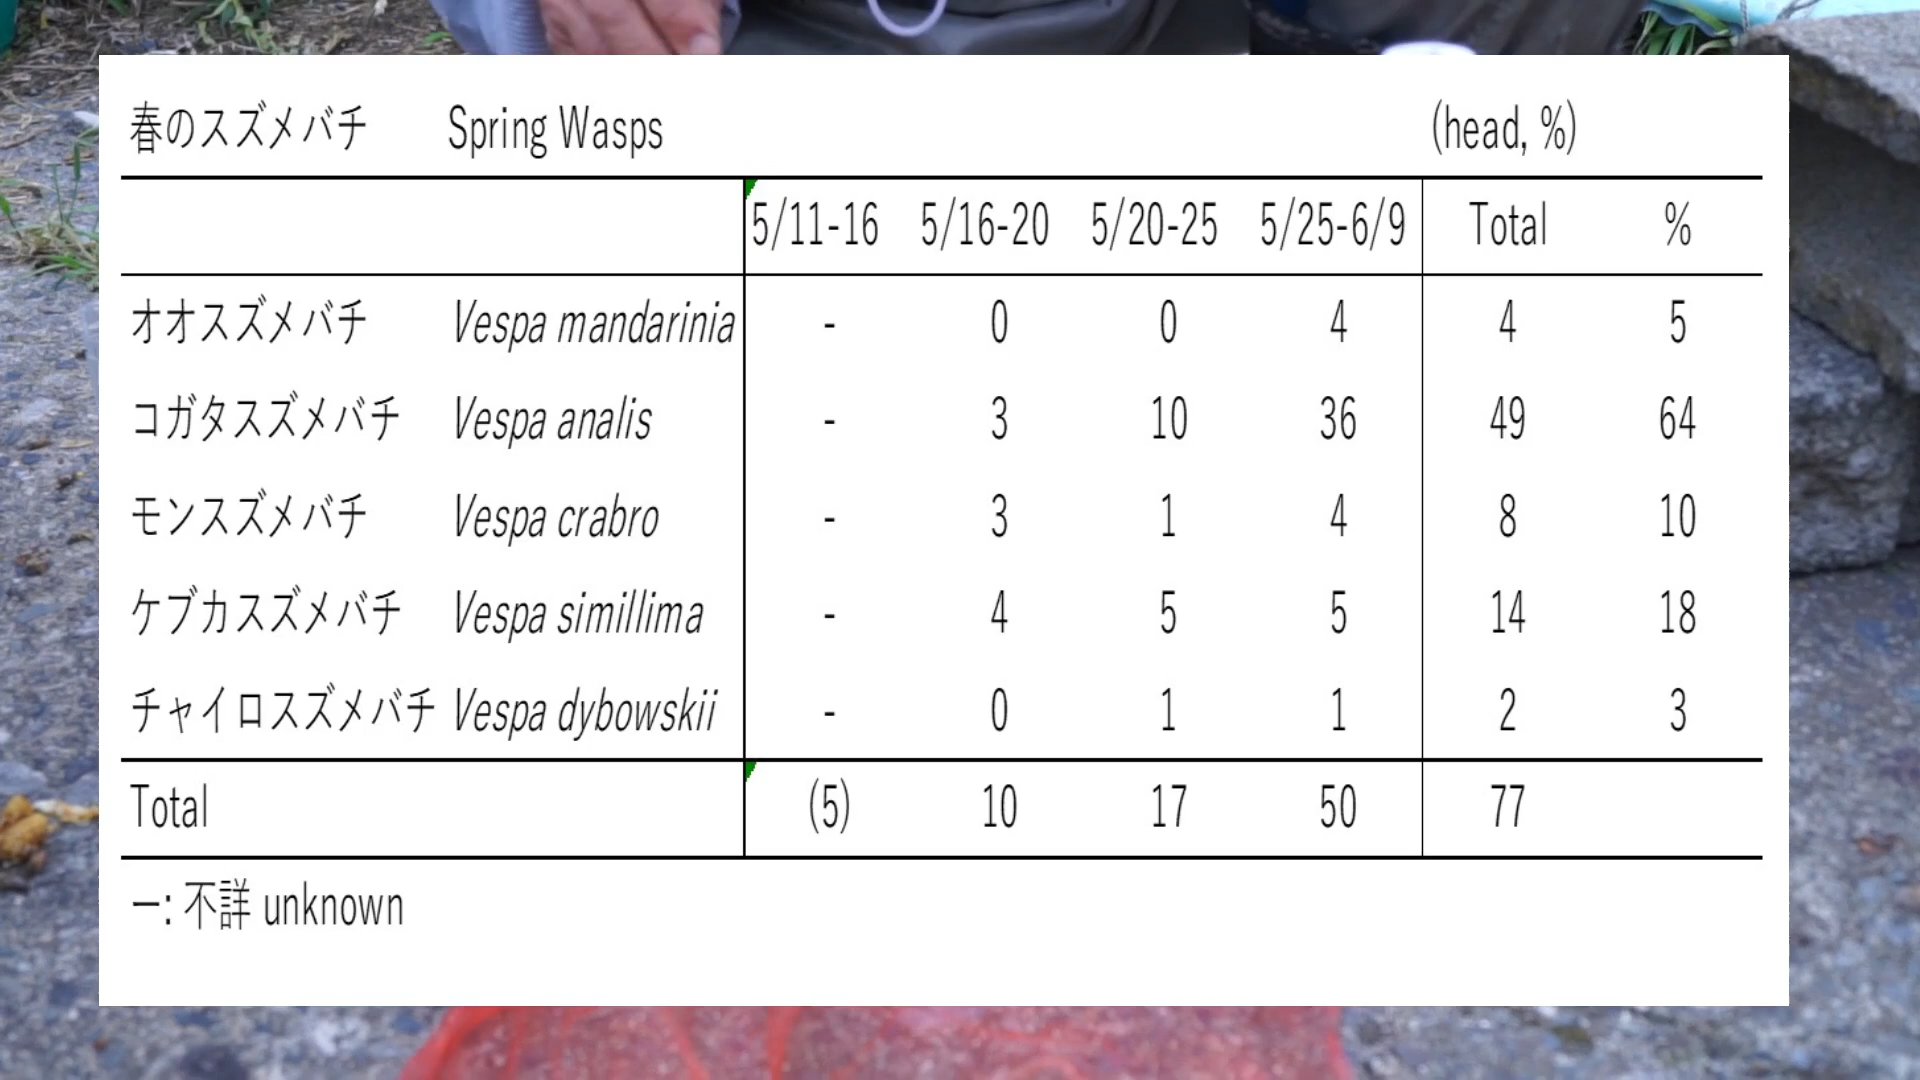 春のスズメバチ Spring Wasps (head, %)
5/11-16 5/16-20 5/20-25 5/25-6/9 Total %
オオスズメバチ Vespa mandarinia - 0 0 4 4 5
コガタスズメバチ Vespa analis - 3 10 36 49 64
モンスズメバチ Vespa crabro - 3 1 4 8 10
ケブカスズメバチ Vespa simillima - 4 5 5 14 18
チャイロスズメバチ Vespa dybowskii - 0 1 1 2 3
Total (5) 10 17 50 77
ー: 不詳 unknown